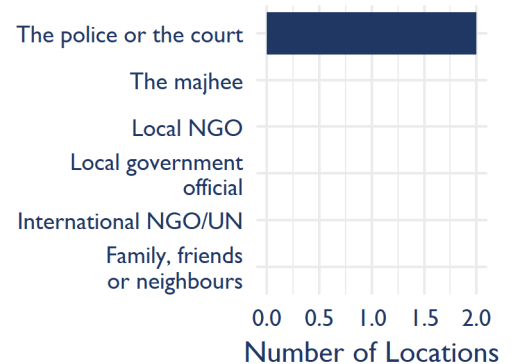 The police or the court
The majhee
Local NGO
Local government
official
International NGO/UN
Family, friends
or neighbours
0.0 0.5 1.0 1.5 2.0
Number of Locations